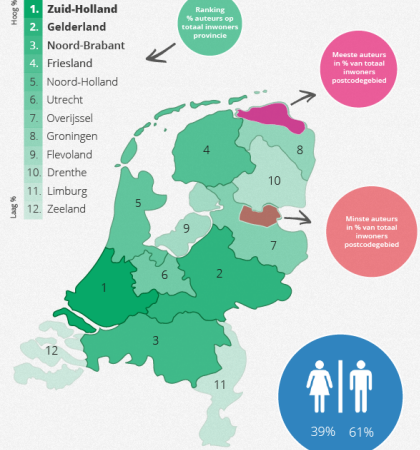 Hoog %
1. Zuid-Holland
2. Gelderland
3. Noord-Brabant
4. Friesland
5. Noord-Holland
6. Utrecht
7. Overijssel
8. Groningen
9. Flevoland
10. Drenthe
11. Limburg
12. Zeeland
Laag %
Ranking
% auteurs op
totaal inwoners
provincie
Meeste auteurs
in % van totaal
inwoners
postcodegebied
4
8
10
5
Minste auteurs
in % van totaal
inwoners
postcodegebied
9
7
6
2
1
3
12
11
39% 61%